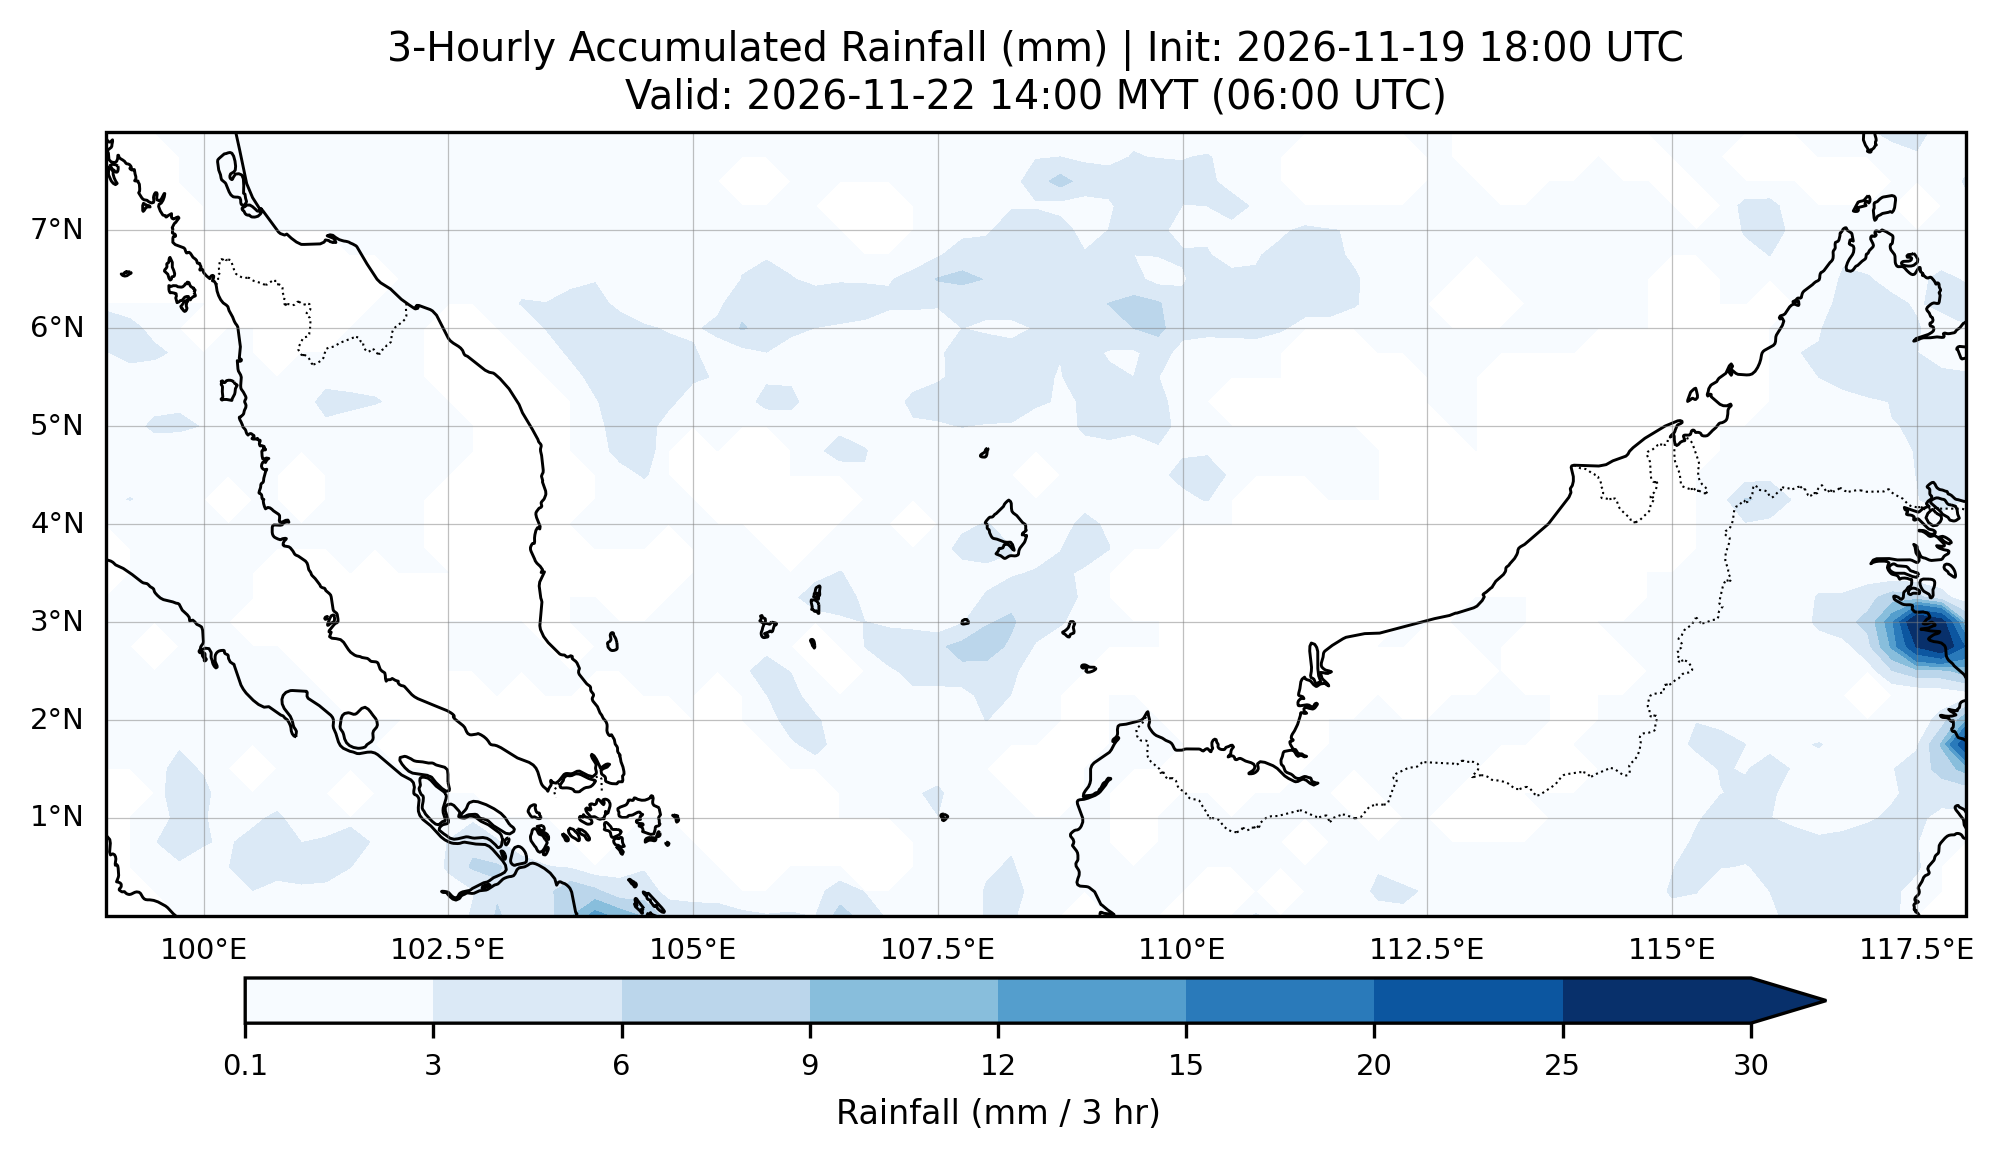 3-Hourly Accumulated Rainfall (mm) | Init: 2026-11-19 18:00 UTC
Valid: 2026-11-22 14:00 MYT (06:00 UTC)
7°N
6°N
5°N
4°N
3°N
2°N
1°N
100°E 102.5°E 105°E 107.5°E 110°E 112.5°E 115°E 117.5°E
0.1 3 6 9 12 15 20 25 30
Rainfall (mm / 3 hr)